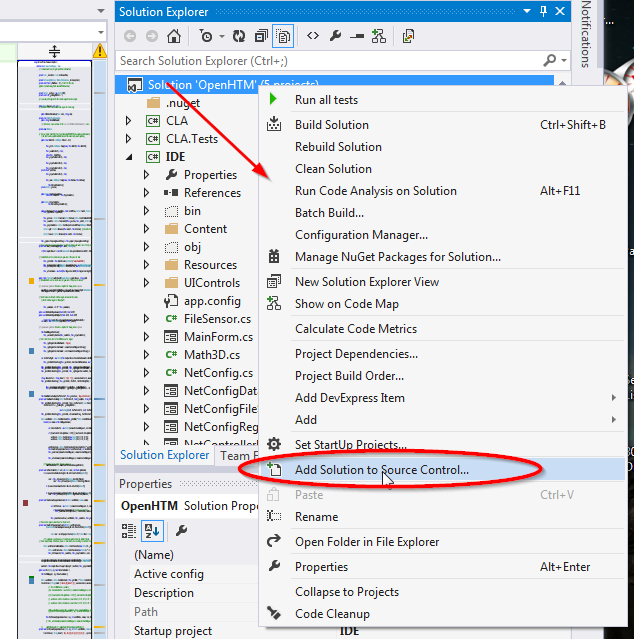 Solution Explorer
Notifications
Search Solution Explorer (Ctrl+;)
Solution 'OpenHTM' (5 projects)
.nuget
CLA
CLA.Tests
IDE
Properties
References
bin
Content
obj
Resources
UIControls
app.config
FileSensor.cs
MainForm.cs
Math3D.cs
NetConfig.cs
NetConfigData
NetConfigFile
NetConfigReg
Run all tests
Build Solution Ctrl+Shift+B
Rebuild Solution
Clean Solution
Run Code Analysis on Solution Alt+F11
Batch Build...
Configuration Manager...
Manage NuGet Packages for Solution...
New Solution Explorer View
Show on Code Map
Calculate Code Metrics
Project Dependencies...
Project Build Order...
Add DevExpress Item
Add
Set StartUp Projects...
Add Solution to Source Control...
Paste Ctrl+V
Rename
Open Folder in File Explorer
Properties Alt+Enter
Collapse to Projects
Code Cleanup
Solution Explorer Team E
Properties
OpenHTM Solution Prope
(Name)
Active config
Description
Path
Startup project IDE